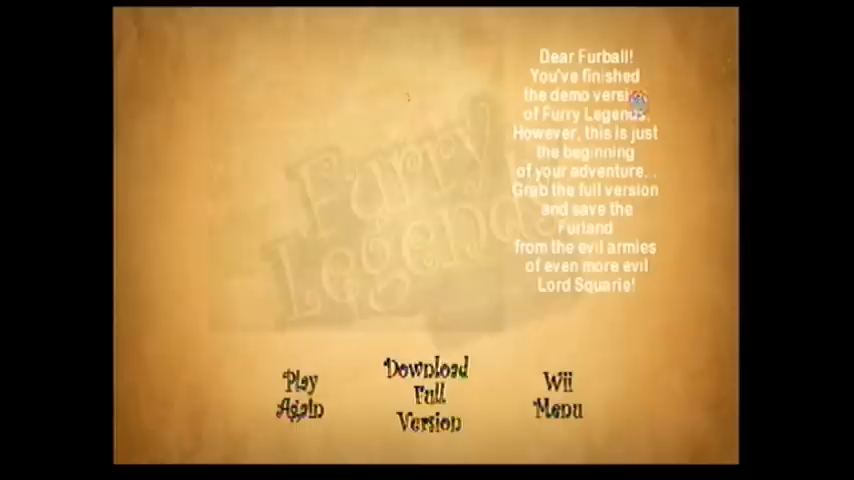 Dear Furball!
You've finished
the demo version
of Furry Legends.
However, this is just
the beginning
of your adventure...
Grab the full version
and save the
Furland
from the evil armies
of even more evil
Lord Squarie!
Furry
Legends
Play
Again
Download
Full
Version
Wii
Menu